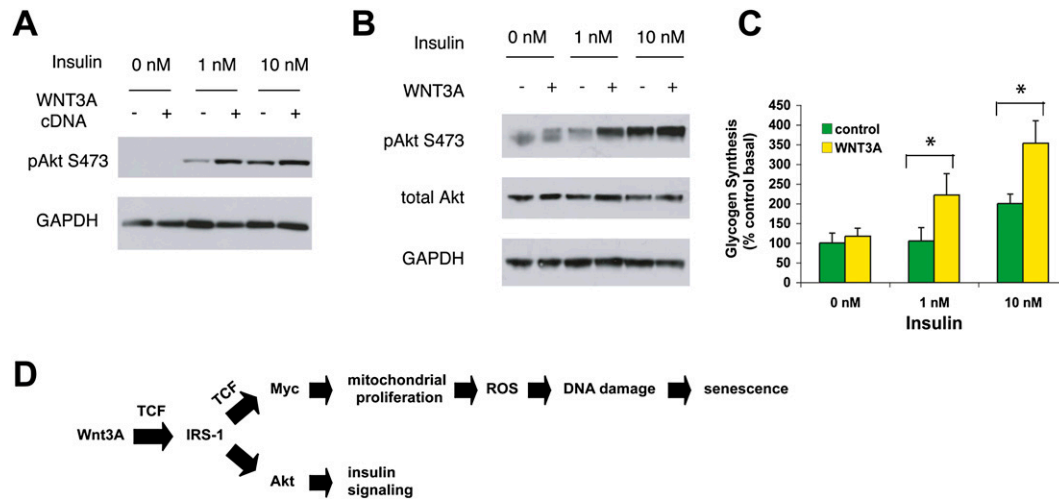 A
Insulin 0 nM 1 nM 10 nM
WNT3A
cDNA
- + - + - +
pAkt S473
GAPDH
B
Insulin 0 nM 1 nM 10 nM
WNT3A - + - + - +
pAkt S473
total Akt
GAPDH
C
Glycogen Synthesis
(% control basal)
450
400
350
300
250
200
150
100
50
0
control
WNT3A
*
*
0 nM 1 nM 10 nM
Insulin
D
Wnt3A TCF IRS-1
TCF Myc mitochondrial
proliferation ROS DNA damage senescence
Akt insulin
signaling